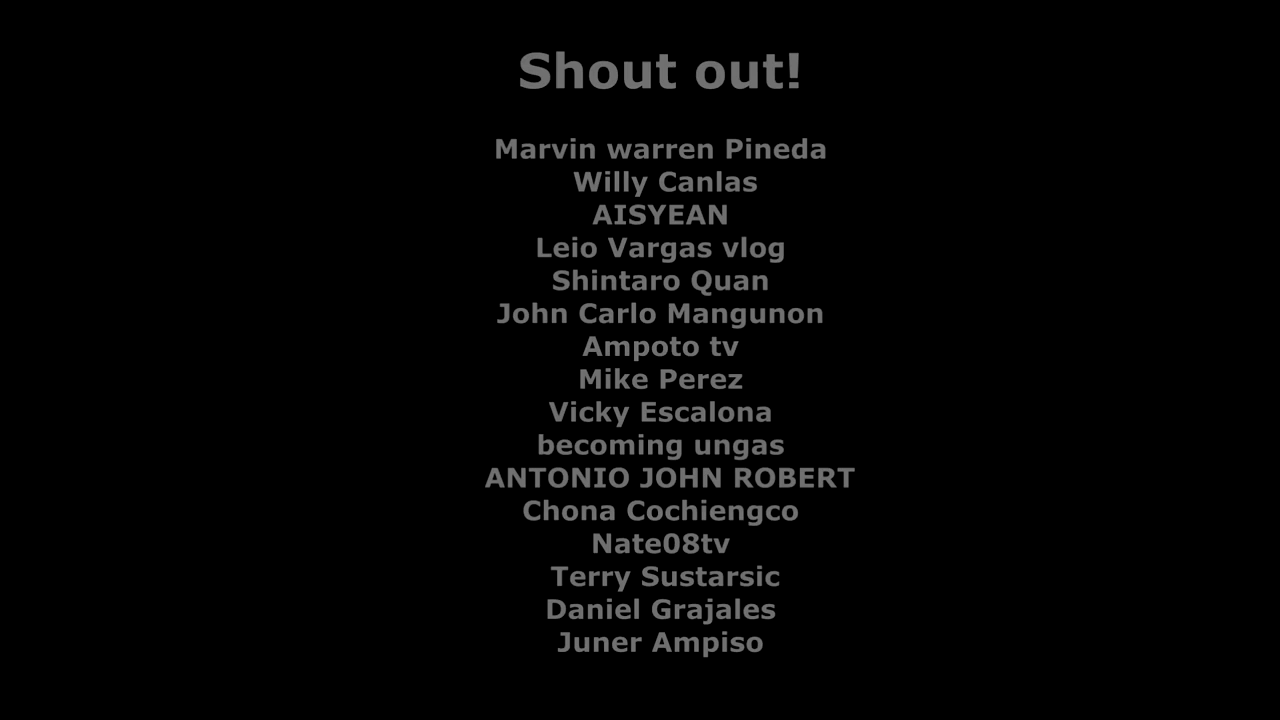 Shout out!
Marvin warren Pineda
Willy Canlas
AISYEAN
Leio Vargas vlog
Shintaro Quan
John Carlo Mangunon
Ampoto tv
Mike Perez
Vicky Escalona
becoming ungas
ANTONIO JOHN ROBERT
Chona Cochiengco
Nate08tv
Terry Sustarsic
Daniel Grajales
Juner Ampiso